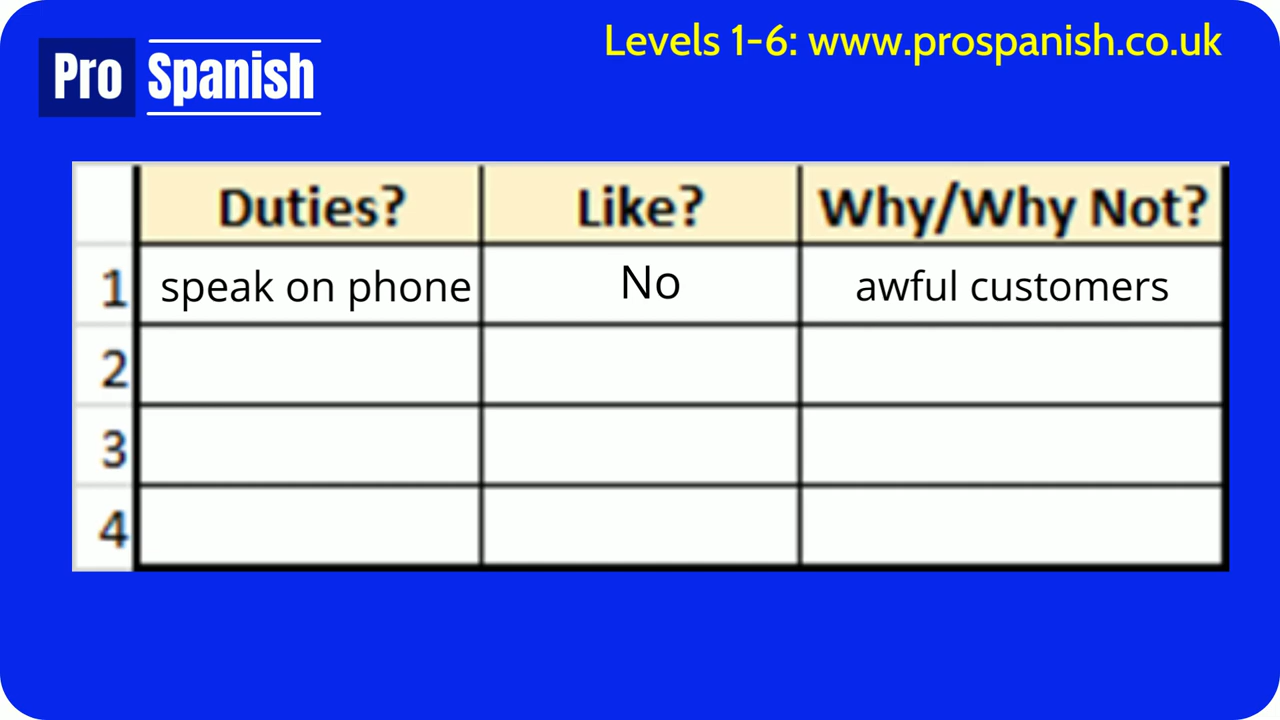 Pro Spanish
Levels 1-6: www.prospanish.co.uk
Duties? Like? Why/Why Not?
1 speak on phone No awful customers
2
3
4